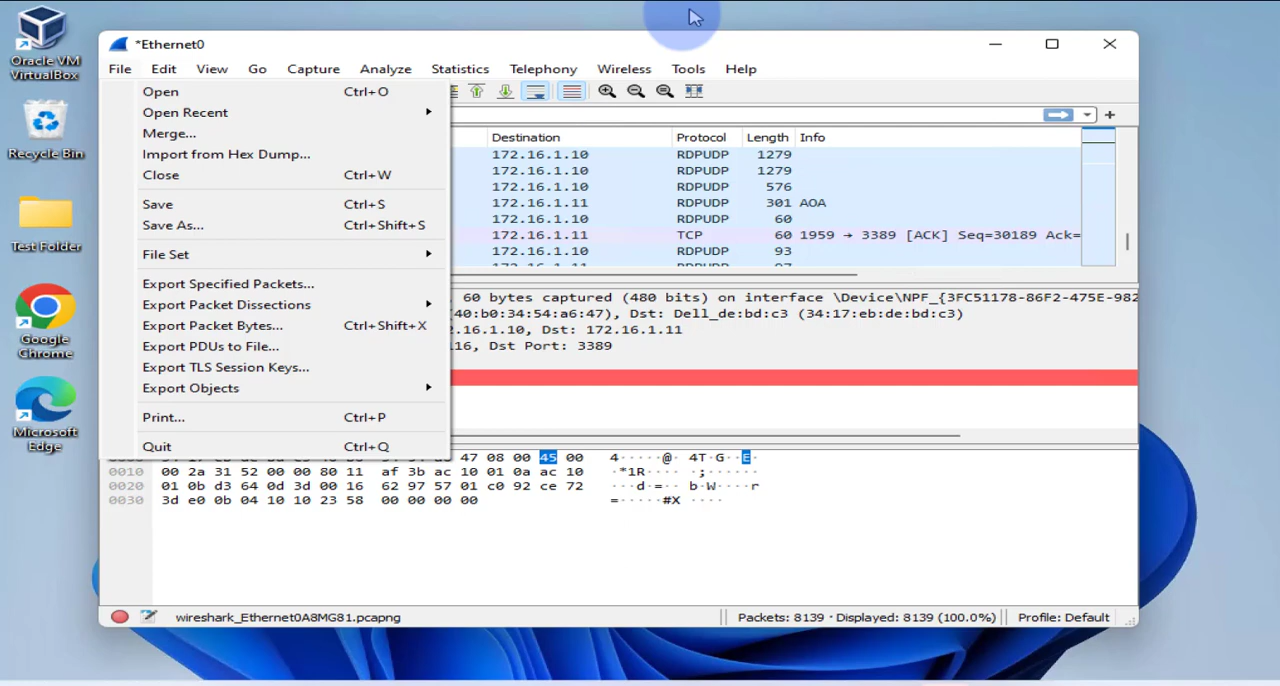 Oracle VM
VirtualBox
Recycle Bin
Test Folder
Google
Chrome
Microsoft
Edge
*Ethernet0
File Edit View Go Capture Analyze Statistics Telephony Wireless Tools Help
Open Ctrl+O
Open Recent
Merge...
Import from Hex Dump...
Close Ctrl+W
Save Ctrl+S
Save As... Ctrl+Shift+S
File Set
Export Specified Packets...
Export Packet Dissections
Export Packet Bytes... Ctrl+Shift+X
Export PDUs to File...
Export TLS Session Keys...
Export Objects
Print... Ctrl+P
Quit Ctrl+Q
Destination Protocol Length Info
172.16.1.10 RDPUDP 1279
172.16.1.10 RDPUDP 1279
172.16.1.10 RDPUDP 576
172.16.1.11 RDPUDP 301 AOA
172.16.1.10 RDPUDP 60
172.16.1.11 TCP 60 1959 → 3389 [ACK] Seq=30189 Ack=
172.16.1.10 RDPUDP 93
, 60 bytes captured (480 bits) on interface \Device\NPF_{3FC51178-86F2-475E-982
(40:b0:34:54:a6:47), Dst: Dell_de:bd:c3 (34:17:eb:de:bd:c3)
2.16.1.10, Dst: 172.16.1.11
116, Dst Port: 3389
47 08 00 45 00 4·····@ 4T·G··E·
0010 00 2a 31 52 00 00 80 11 af 3b ac 10 01 0a ac 10 ·*1R···· ·;······
0020 01 0b d3 64 0d 3d 00 16 62 97 57 01 c0 92 ce 72 ···d·=·· b·W····r
0030 3d e0 0b 04 10 10 23 58 00 00 00 00 =·····#X ····
wireshark_Ethernet0A8MG81.pcapng Packets: 8139 · Displayed: 8139 (100.0%) Profile: Default